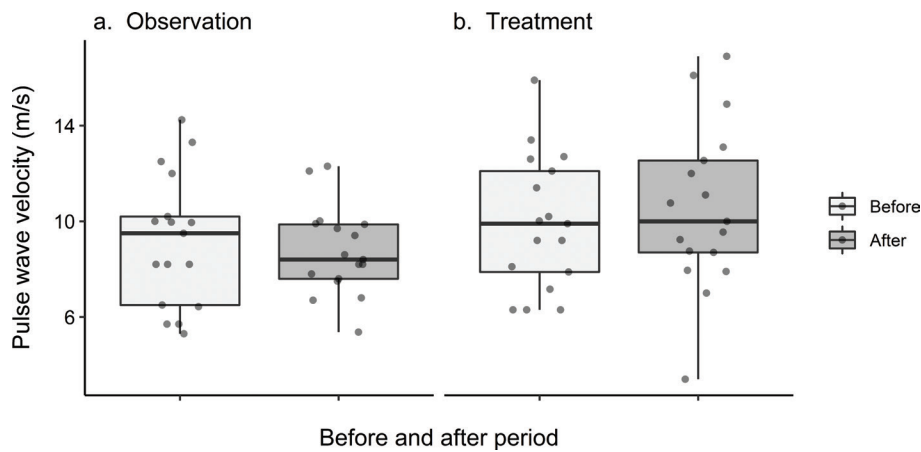 a. Observation
b. Treatment
Pulse wave velocity (m/s)
14
10
6
Before
After
Before and after period